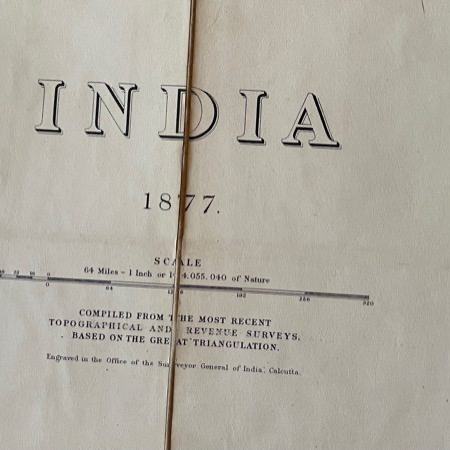 INDIA
1877.
SCALE
64 Miles = 1 Inch or 1/4,055,040 of Nature
0
0 64 128 192 256 320
COMPILED FROM THE MOST RECENT
TOPOGRAPHICAL AND REVENUE SURVEYS,
BASED ON THE GREAT TRIANGULATION.
Engraved in the Office of the Surveyor General of India, Calcutta.